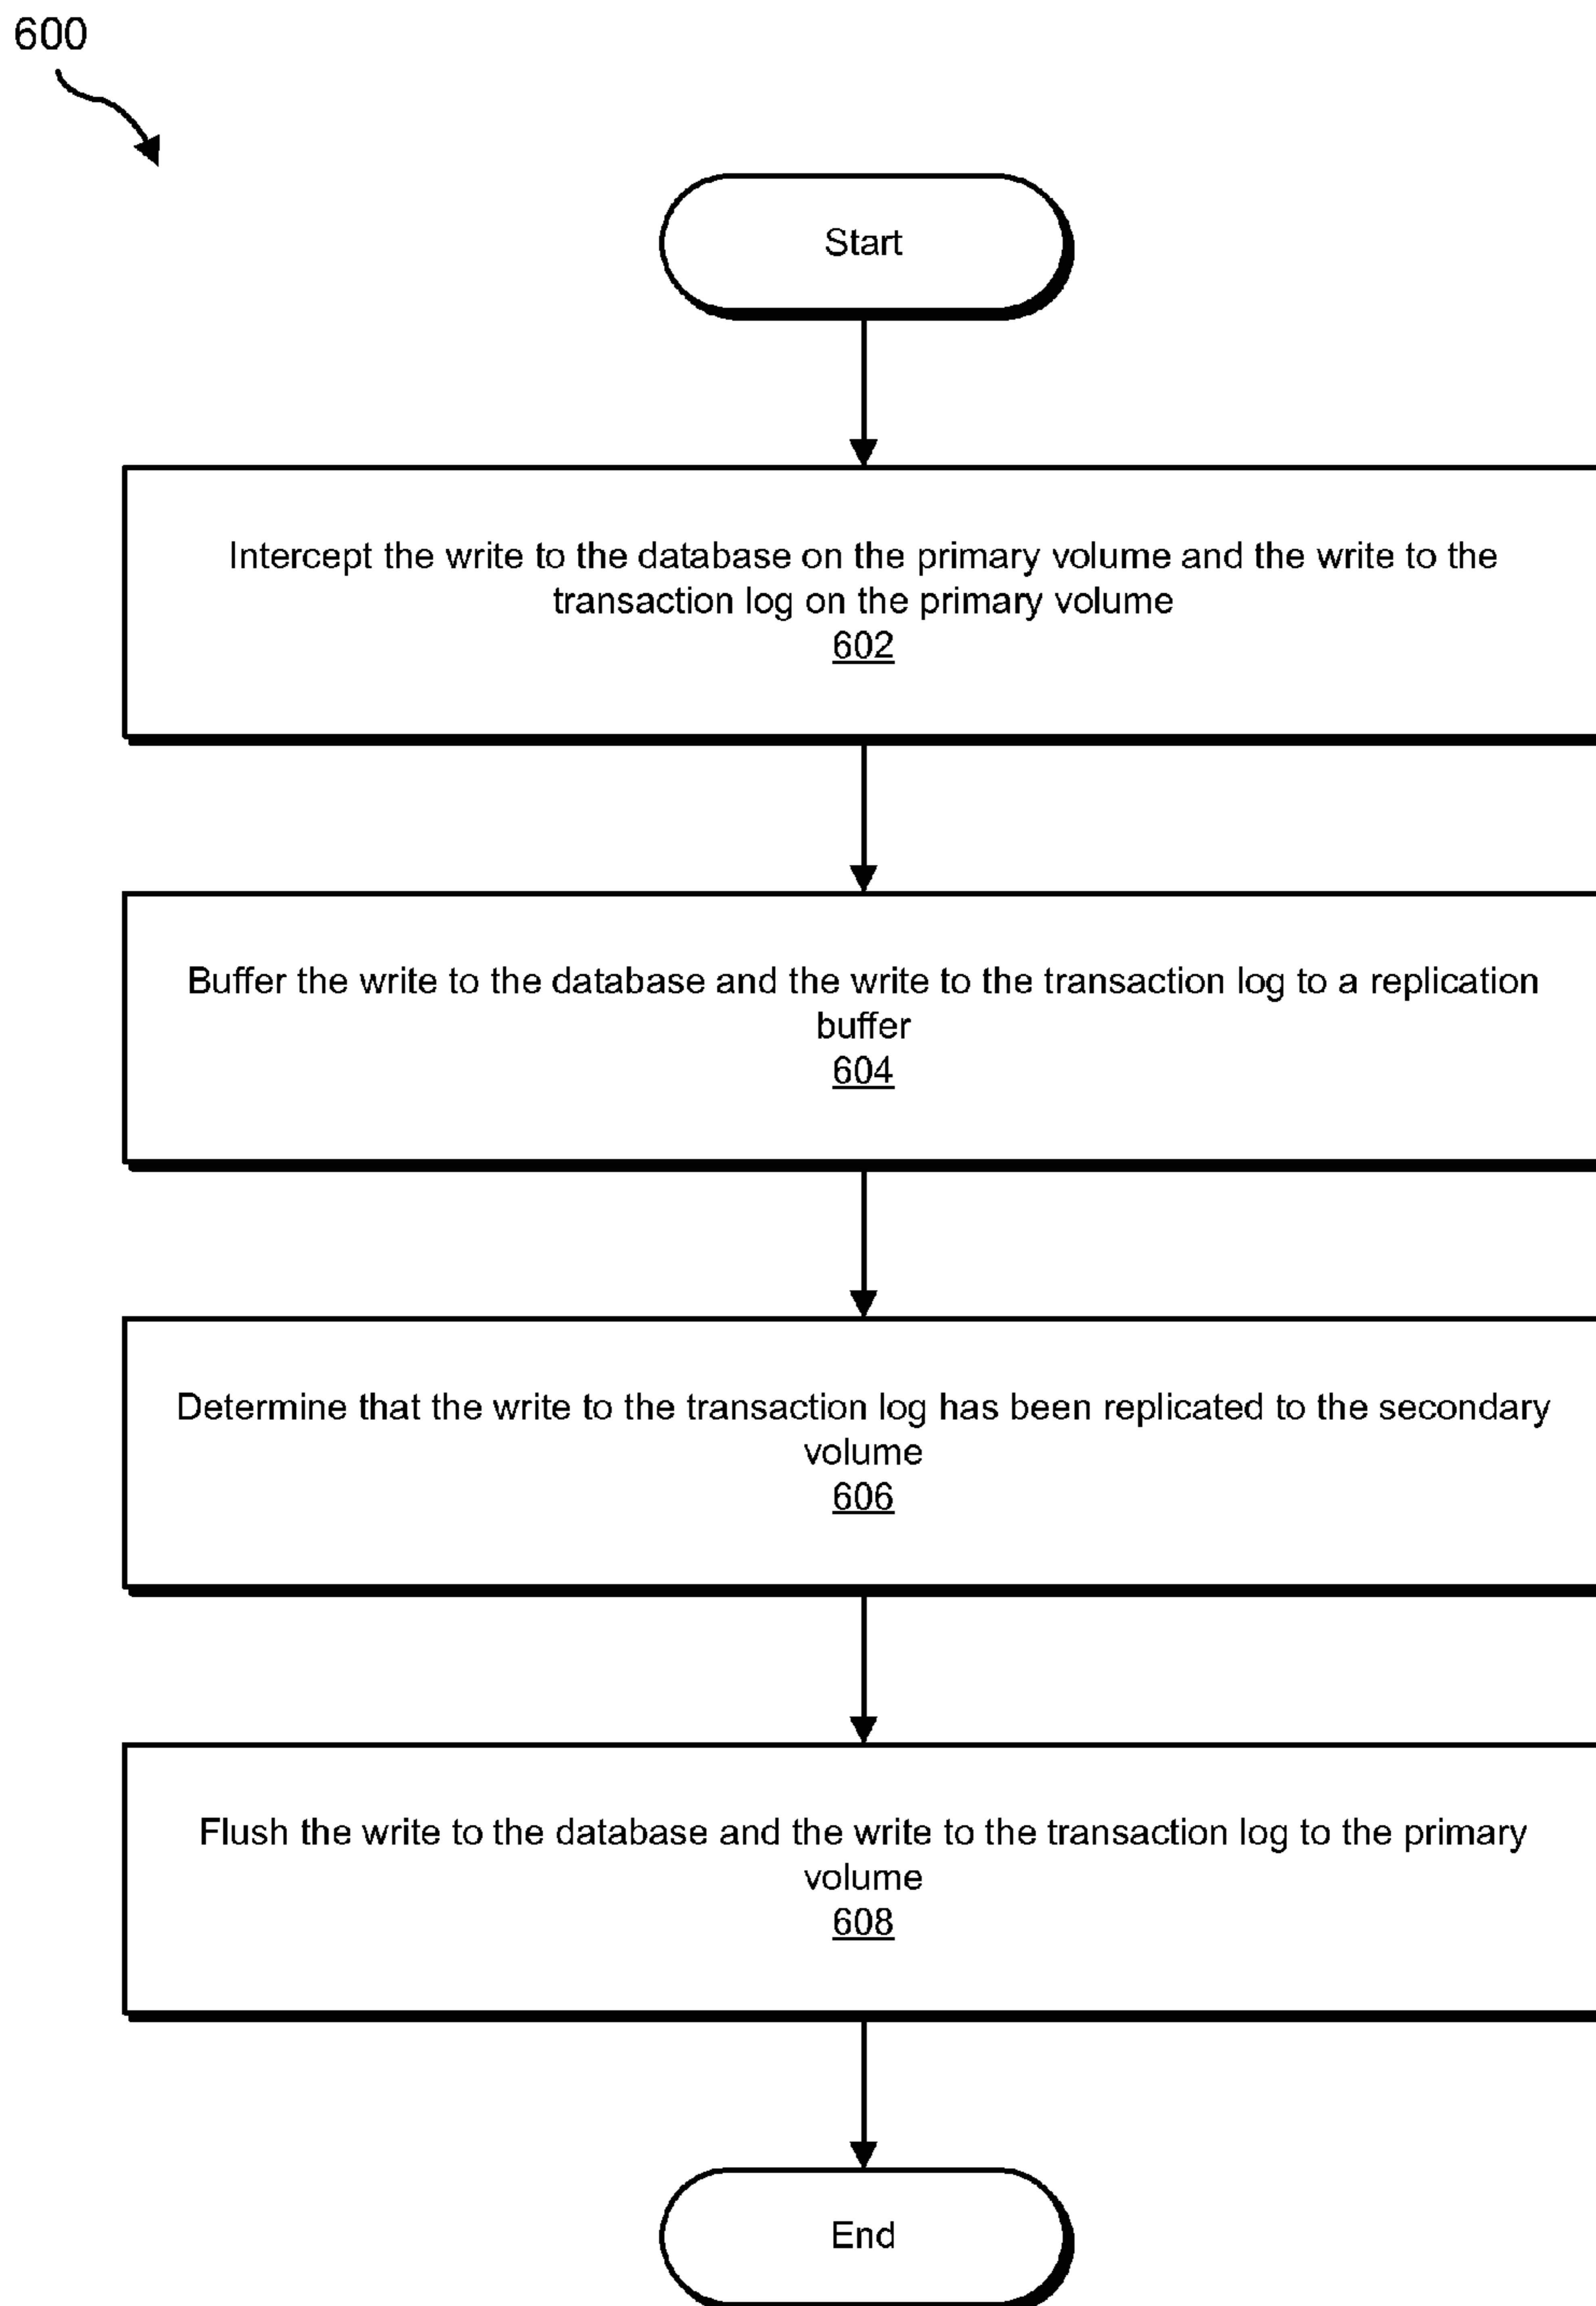 600
Start
Intercept the write to the database on the primary volume and the write to the
transaction log on the primary volume
602
Buffer the write to the database and the write to the transaction log to a replication
buffer
604
Determine that the write to the transaction log has been replicated to the secondary
volume
606
Flush the write to the database and the write to the transaction log to the primary
volume
608
End